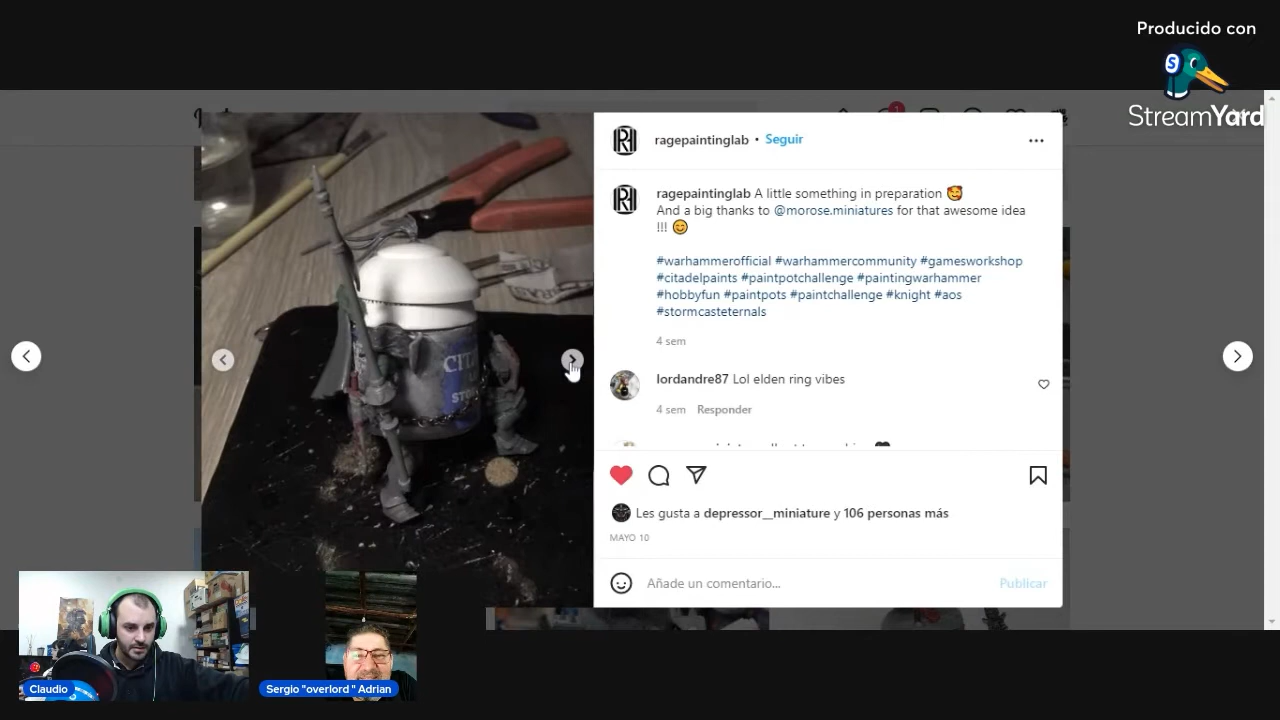 Producido con
StreamYard
1
ragepaintinglab • Seguir
ragepaintinglab A little something in preparation 🥰
And a big thanks to @morose.miniatures for that awesome idea
!!! 😊
#warhammerofficial #warhammercommunity #gamesworkshop
#citadelpaints #paintpotchallenge #paintingwarhammer
#hobbyfun #paintpots #paintchallenge #knight #aos
#stormcasteternals
4 sem
lordandre87 Lol elden ring vibes
4 sem Responder
Les gusta a depressor__miniature y 106 personas más
MAYO 10
Añade un comentario...
Publicar
CIT
Claudio
Sergio "overlord " Adrian